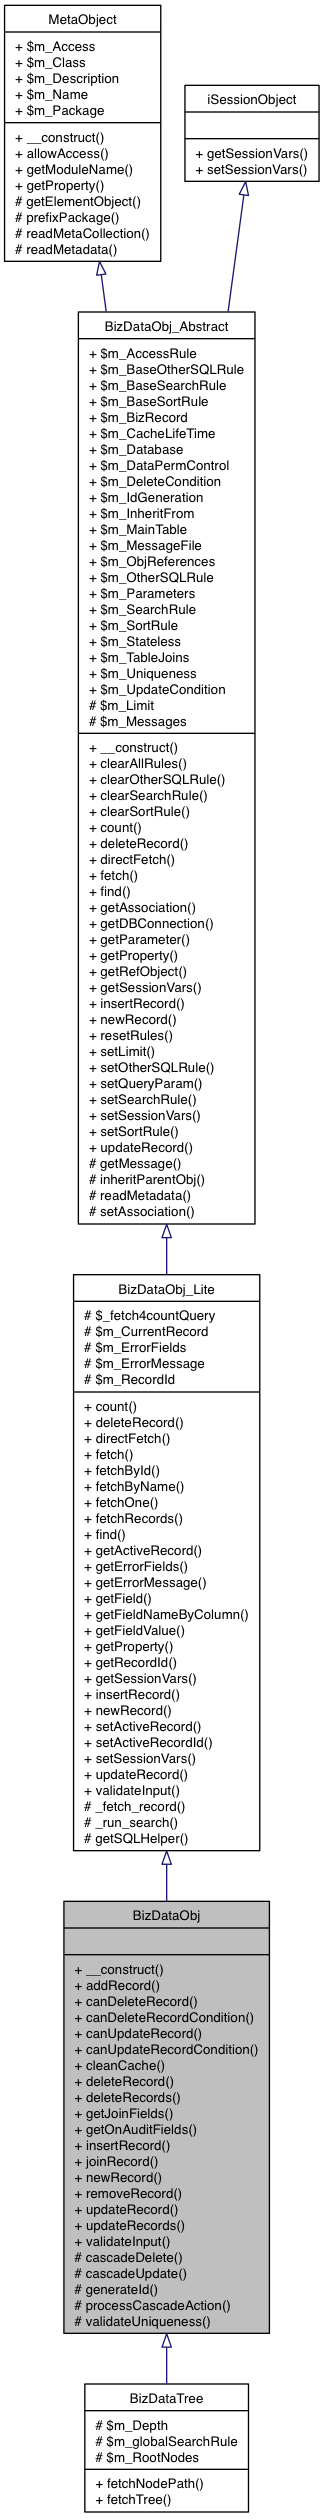 MetaObject
+ $m_Access
+ $m_Class
+ $m_Description
+ $m_Name
+ $m_Package
+ __construct()
+ allowAccess()
+ getModuleName()
+ getProperty()
# getElementObject()
# prefixPackage()
# readMetaCollection()
# readMetadata()
iSessionObject
+ getSessionVars()
+ setSessionVars()
BizDataObj_Abstract
+ $m_AccessRule
+ $m_BaseOtherSQLRule
+ $m_BaseSearchRule
+ $m_BaseSortRule
+ $m_BizRecord
+ $m_CacheLifeTime
+ $m_Database
+ $m_DataPermControl
+ $m_DeleteCondition
+ $m_IdGeneration
+ $m_InheritFrom
+ $m_MainTable
+ $m_MessageFile
+ $m_ObjReferences
+ $m_OtherSQLRule
+ $m_Parameters
+ $m_SearchRule
+ $m_SortRule
+ $m_Stateless
+ $m_TableJoins
+ $m_Uniqueness
+ $m_UpdateCondition
# $m_Limit
# $m_Messages
+ __construct()
+ clearAllRules()
+ clearOtherSQLRule()
+ clearSearchRule()
+ clearSortRule()
+ count()
+ deleteRecord()
+ directFetch()
+ fetch()
+ find()
+ getAssociation()
+ getDBConnection()
+ getParameter()
+ getProperty()
+ getRefObject()
+ getSessionVars()
+ insertRecord()
+ newRecord()
+ resetRules()
+ setLimit()
+ setOtherSQLRule()
+ setQueryParam()
+ setSearchRule()
+ setSessionVars()
+ setSortRule()
+ updateRecord()
# getMessage()
# inheritParentObj()
# readMetadata()
# setAssociation()
BizDataObj_Lite
# $_fetch4countQuery
# $m_CurrentRecord
# $m_ErrorFields
# $m_ErrorMessage
# $m_RecordId
+ count()
+ deleteRecord()
+ directFetch()
+ fetch()
+ fetchById()
+ fetchByName()
+ fetchOne()
+ fetchRecords()
+ find()
+ getActiveRecord()
+ getErrorFields()
+ getErrorMessage()
+ getField()
+ getFieldNameByColumn()
+ getFieldValue()
+ getProperty()
+ getRecordId()
+ getSessionVars()
+ insertRecord()
+ newRecord()
+ setActiveRecord()
+ setActiveRecordId()
+ setSessionVars()
+ updateRecord()
+ validateInput()
# _fetch_record()
# _run_search()
# getSQLHelper()
BizDataObj
+ __construct()
+ addRecord()
+ canDeleteRecord()
+ canDeleteRecordCondition()
+ canUpdateRecord()
+ canUpdateRecordCondition()
+ cleanCache()
+ deleteRecord()
+ deleteRecords()
+ getJoinFields()
+ getOnAuditFields()
+ insertRecord()
+ joinRecord()
+ newRecord()
+ removeRecord()
+ updateRecord()
+ updateRecords()
+ validateInput()
# cascadeDelete()
# cascadeUpdate()
# generateId()
# processCascadeAction()
# validateUniqueness()
BizDataTree
# $m_Depth
# $m_globalSearchRule
# $m_RootNodes
+ fetchNodePath()
+ fetchTree()